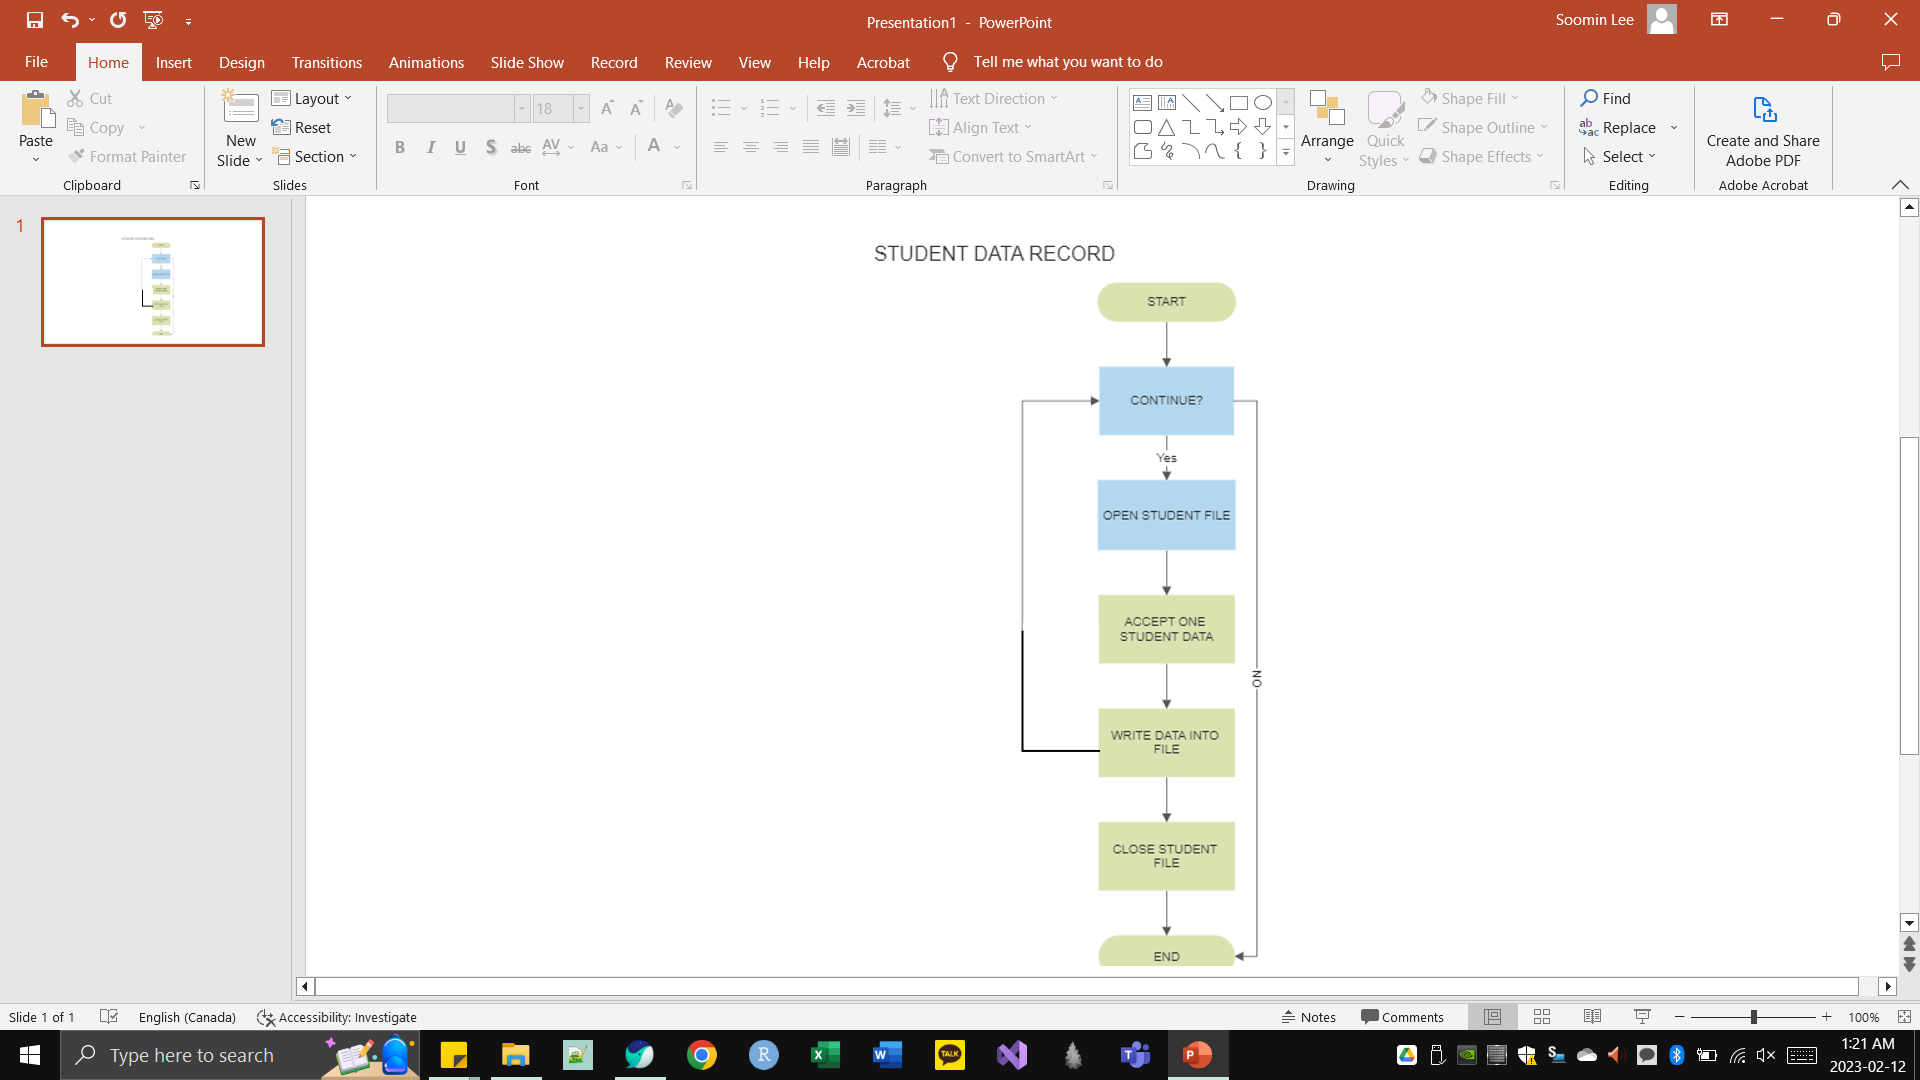 Presentation1 - PowerPoint
Soomin Lee
File
Home
Insert
Design
Transitions
Animations
Slide Show
Record
Review
View
Help
Acrobat
Tell me what you want to do
Paste
Cut
Copy
Format Painter
Clipboard
New
Slide
Layout
Reset
Section
Slides
18
B I U S abc AV Aa A
Font
Text Direction
Align Text
Convert to SmartArt
Paragraph
Arrange
Quick
Styles
Shape Fill
Shape Outline
Shape Effects
Drawing
Find
Replace
Select
Editing
Create and Share
Adobe PDF
Adobe Acrobat
1
STUDENT DATA RECORD
START
CONTINUE?
Yes
OPEN STUDENT FILE
ACCEPT ONE
STUDENT DATA
NO
WRITE DATA INTO
FILE
CLOSE STUDENT
FILE
END
Slide 1 of 1
English (Canada)
Accessibility: Investigate
Notes
Comments
100%
Type here to search
1:21 AM
2023-02-12